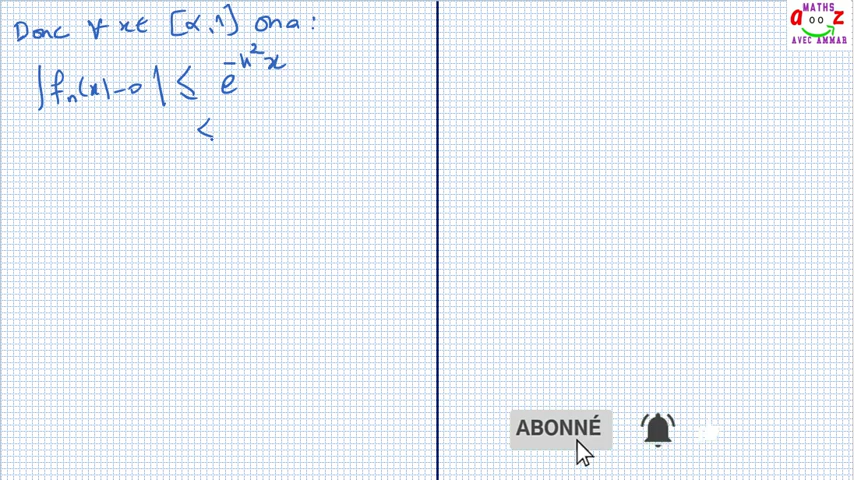 Donc ∀ x∈ [α,1] on a :
|fₙ(x)-0| ≤ e^{-n²x}
≤
MATHS
a∞z
AVEC AMMAR
ABONNÉ